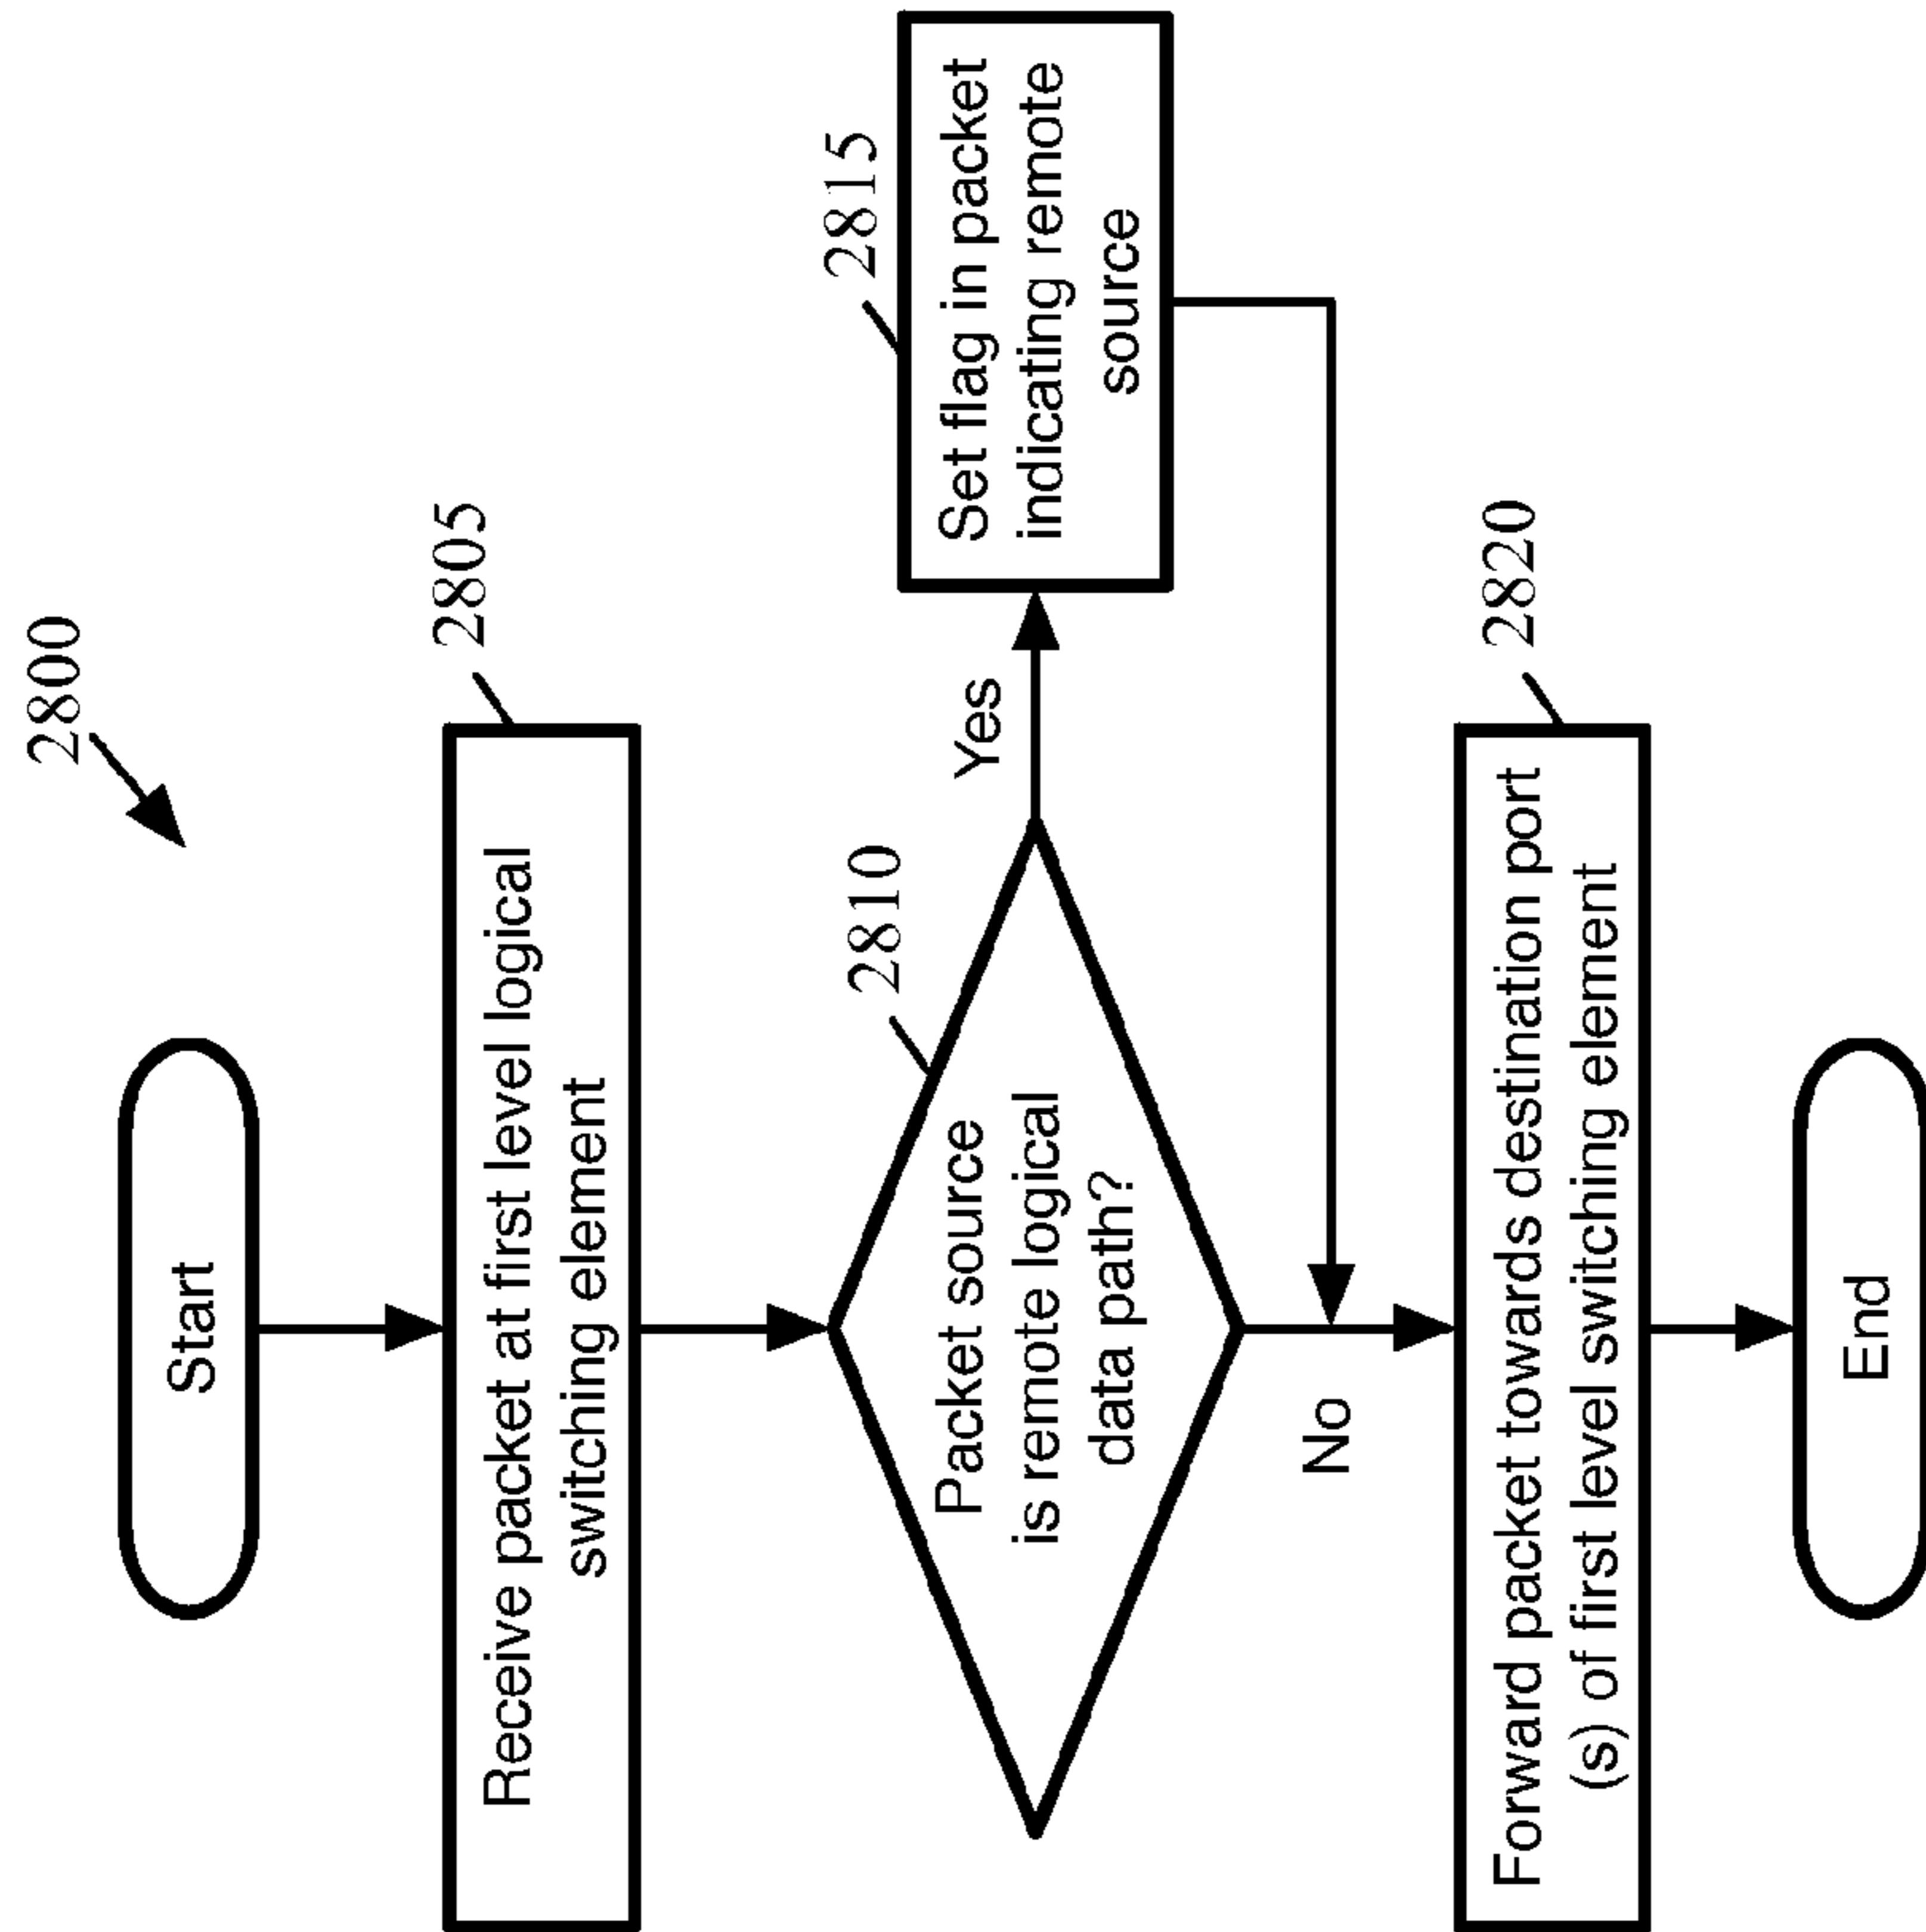 2800
Start
2805
Receive packet at first level logical
switching element
2810
Packet source
is remote logical
data path?
Yes
2815
Set flag in packet
indicating remote
source
No
2820
Forward packet towards destination port
(s) of first level switching element
End